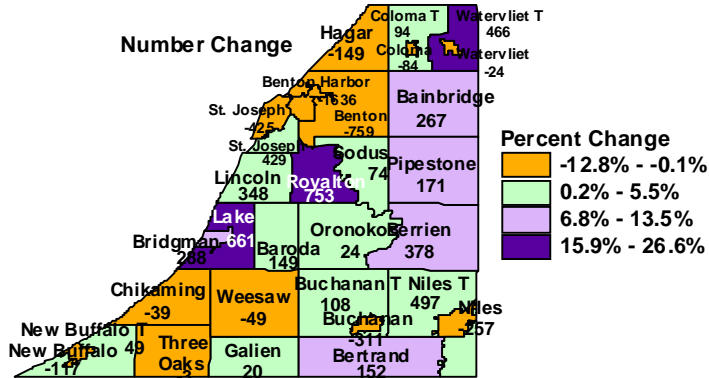 Number Change
Hagar
-149
Coloma T
94
Coloma
-84
Watervliet T
466
Watervliet
-24
Benton Harbor
-1636
St. Joseph
-425
Benton
-759
Bainbridge
267
St. Joseph
429
Lincoln
348
Royalton
753
Sodus
74
Pipestone
171
Lake
-661
Bridgman
288
Baroda
149
Oronoko
24
Berrien
378
Chikaming
-39
Weesaw
-49
Buchanan T
108
Buchanan
-311
Niles T
497
Niles
-257
New Buffalo T
49
New Buffalo
-117
Three
Oaks
Galien
20
Bertrand
152
Percent Change
-12.8% - -0.1%
0.2% - 5.5%
6.8% - 13.5%
15.9% - 26.6%